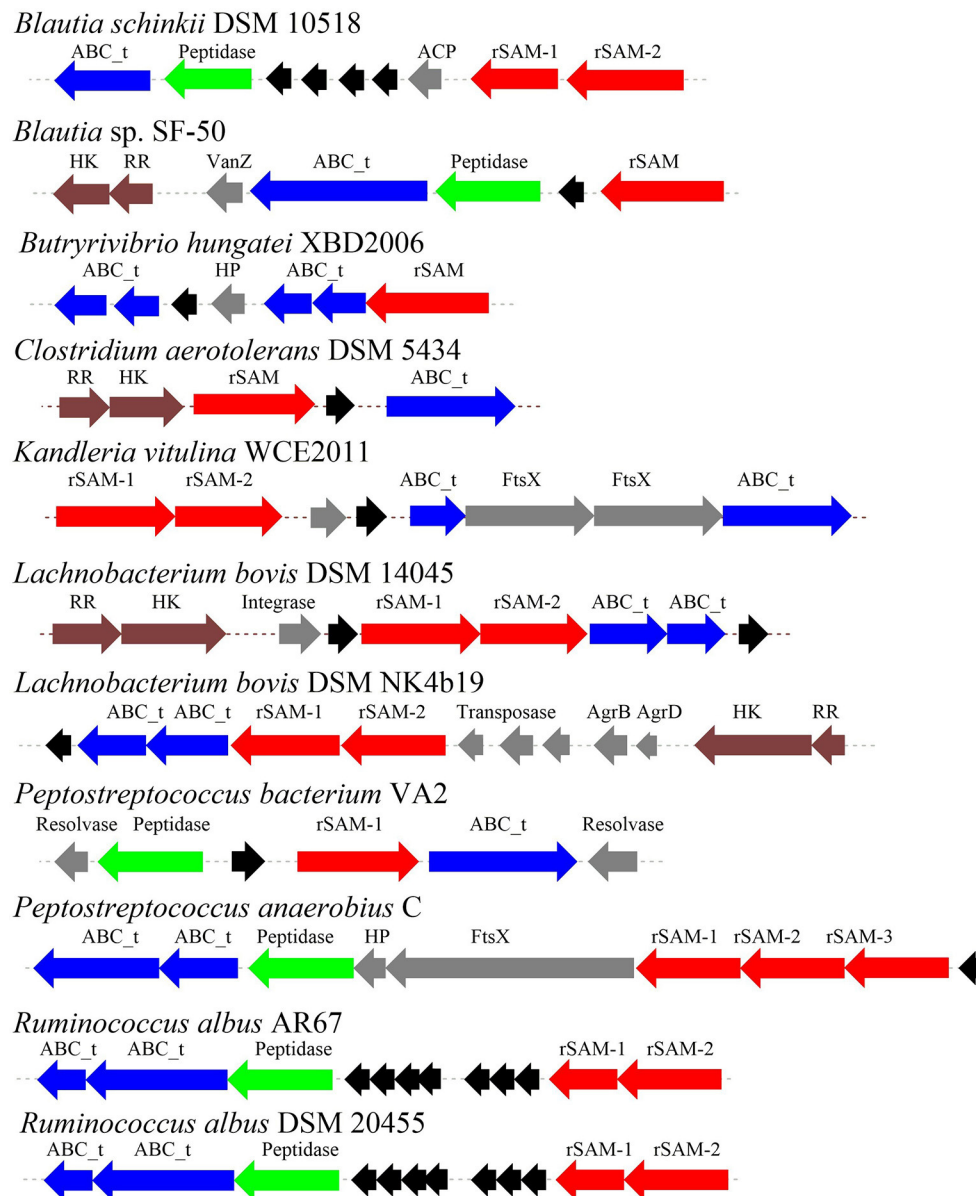 Blautia schinkii DSM 10518
ABC_t Peptidase ACP rSAM-1 rSAM-2
Blautia sp. SF-50
HK RR VanZ ABC_t Peptidase rSAM
Butryrivibrio hungatei XBD2006
ABC_t HP ABC_t rSAM
Clostridium aerotolerans DSM 5434
RR HK rSAM ABC_t
Kandleria vitulina WCE2011
rSAM-1 rSAM-2 ABC_t FtsX FtsX ABC_t
Lachnobacterium bovis DSM 14045
RR HK Integrase rSAM-1 rSAM-2 ABC_t ABC_t
Lachnobacterium bovis DSM NK4b19
ABC_t ABC_t rSAM-1 rSAM-2 Transposase AgrB AgrD HK RR
Peptostreptococcus bacterium VA2
Resolvase Peptidase rSAM-1 ABC_t Resolvase
Peptostreptococcus anaerobius C
ABC_t ABC_t Peptidase HP FtsX rSAM-1 rSAM-2 rSAM-3
Ruminococcus albus AR67
ABC_t ABC_t Peptidase rSAM-1 rSAM-2
Ruminococcus albus DSM 20455
ABC_t ABC_t Peptidase rSAM-1 rSAM-2